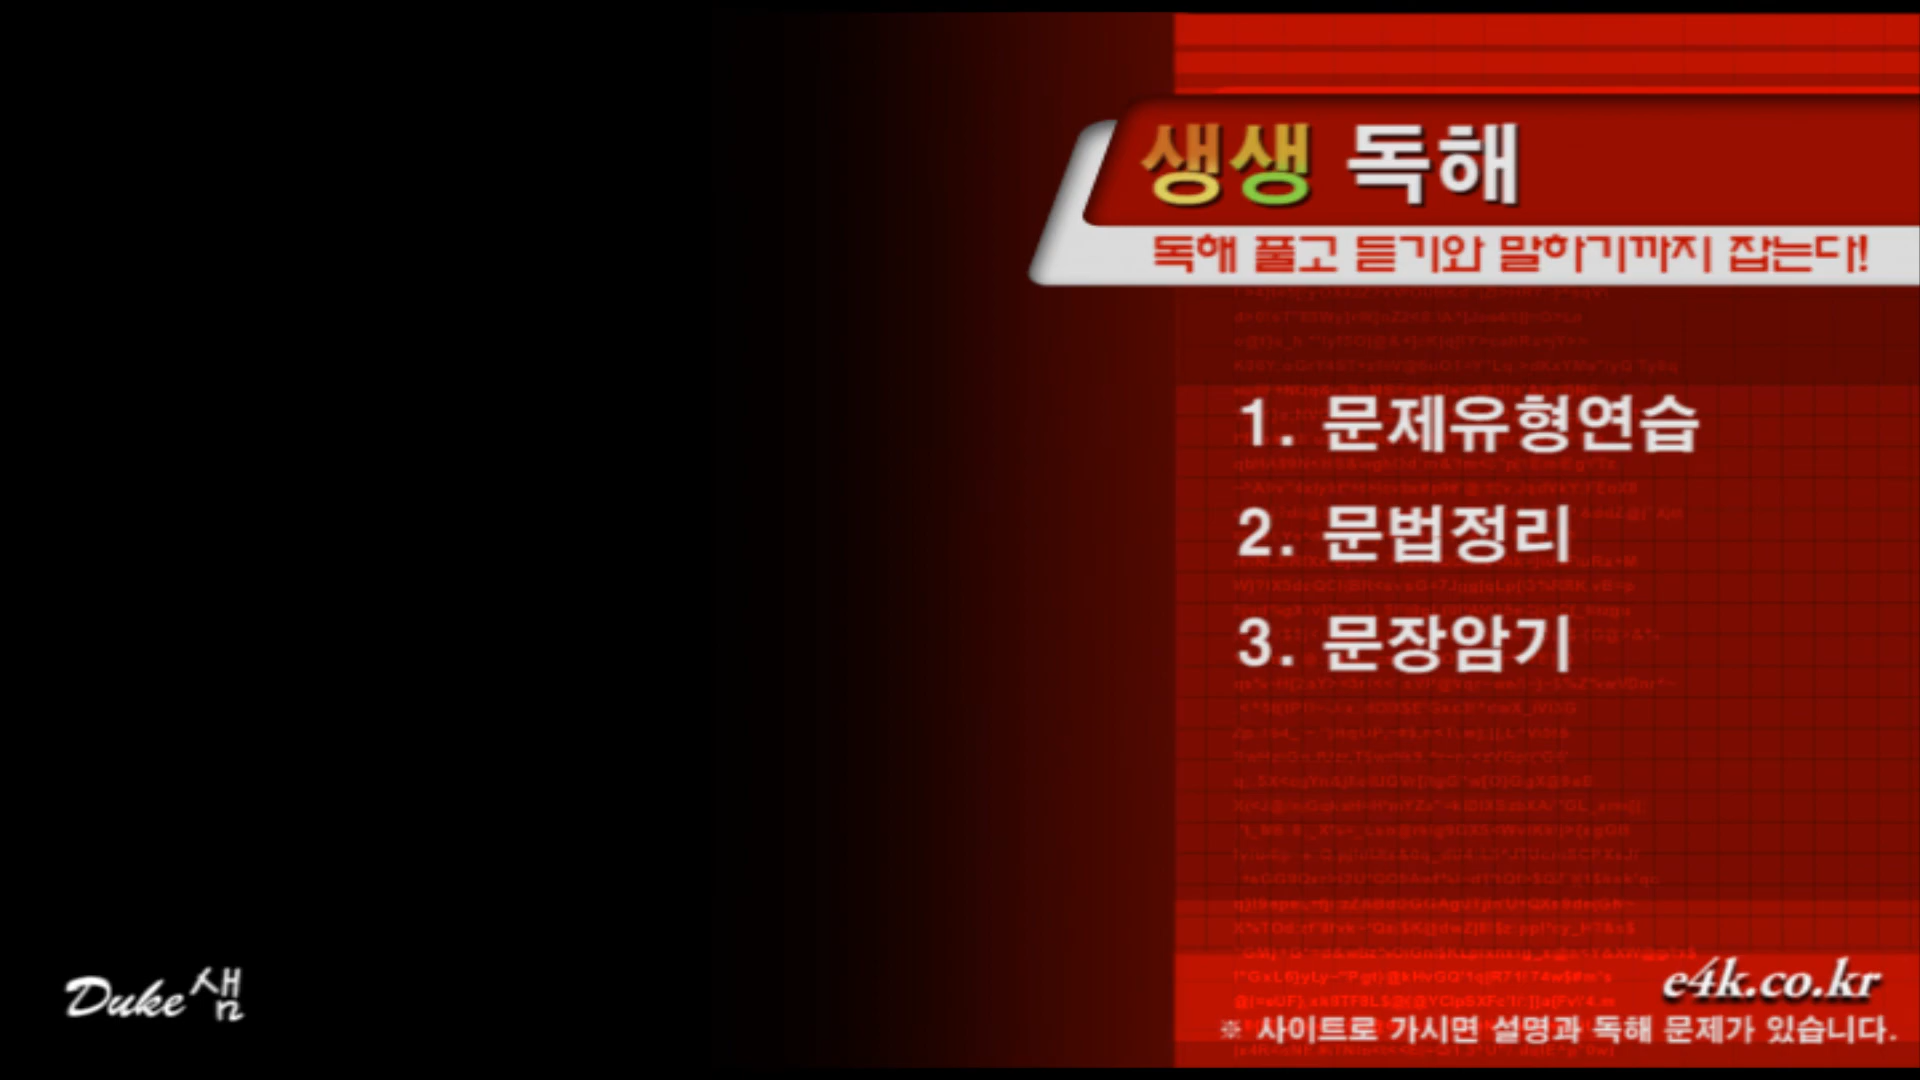 생생 독해
독해 풀고 듣기와 말하기까지 잡는다!
1. 문제유형연습
2. 문법정리
3. 문장암기
Duke샘
e4k.co.kr
※ 사이트로 가시면 설명과 독해 문제가 있습니다.